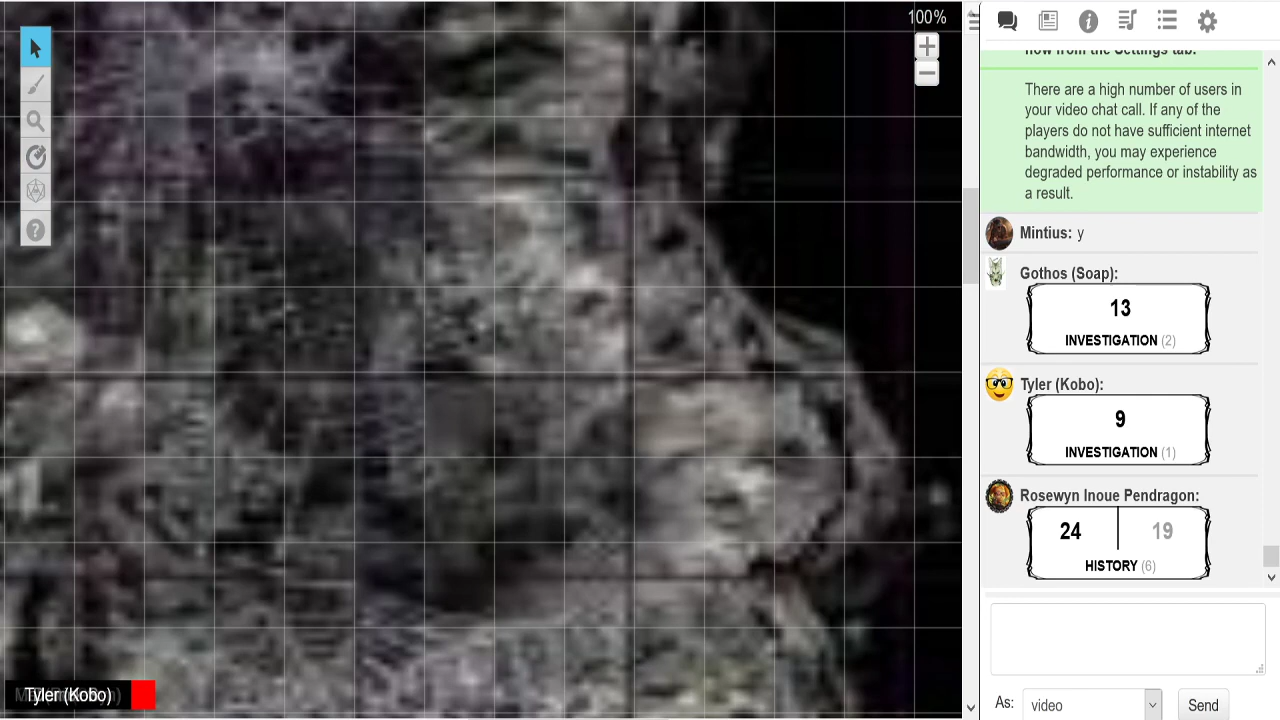 100%
now from the Settings tab.
There are a high number of users in
your video chat call. If any of the
players do not have sufficient internet
bandwidth, you may experience
degraded performance or instability as
a result.
Mintius: y
Gothos (Soap):
13
INVESTIGATION (2)
Tyler (Kobo):
9
INVESTIGATION (1)
Rosewyn Inoue Pendragon:
24 19
HISTORY (6)
Tyler (Kobo)
As: video Send